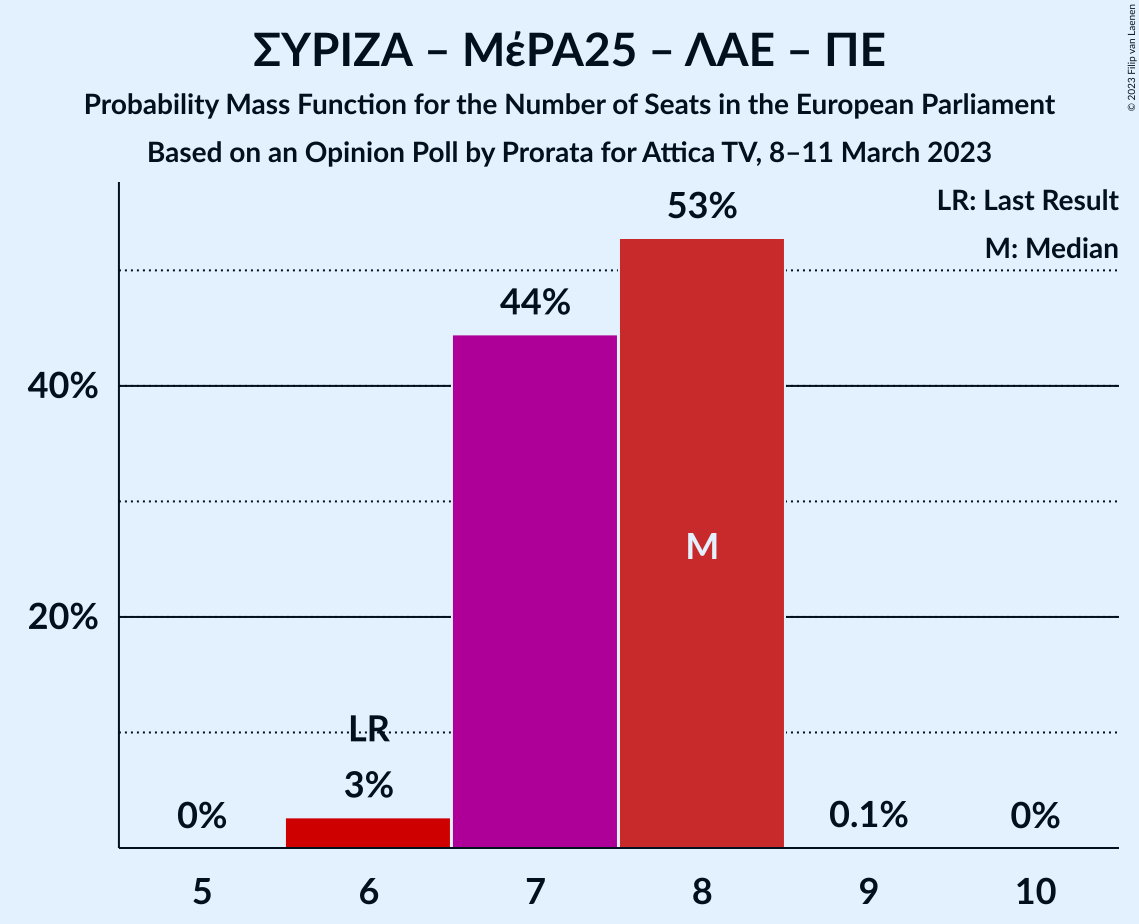 ΣΥΡΙΖΑ – ΜέΡΑ25 – ΛΑΕ – ΠΕ
Probability Mass Function for the Number of Seats in the European Parliament
Based on an Opinion Poll by Prorata for Attica TV, 8–11 March 2023
© 2023 Filip van Laenen
LR: Last Result
M: Median
53%
44%
40%
M
20%
LR
3%
0%
0.1%
0%
5 6 7 8 9 10